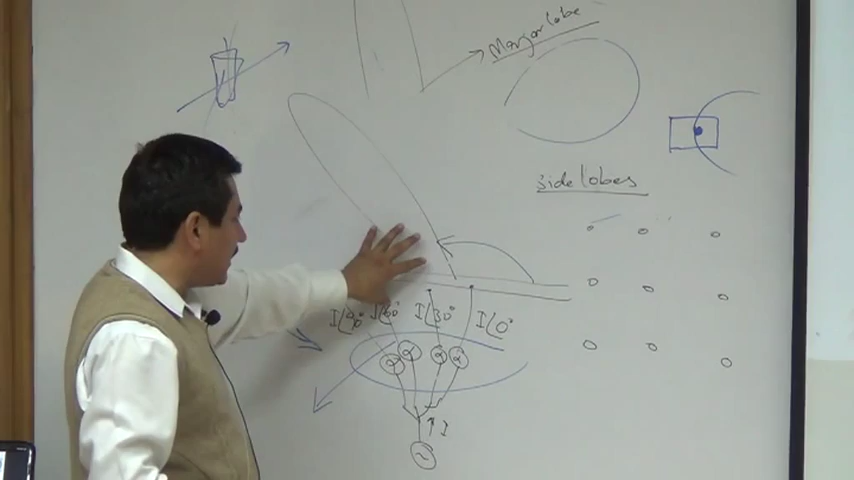 Major lobe
side lobes
I∠90° I∠60° I∠30° I∠0°
α α α α
↑ I
~